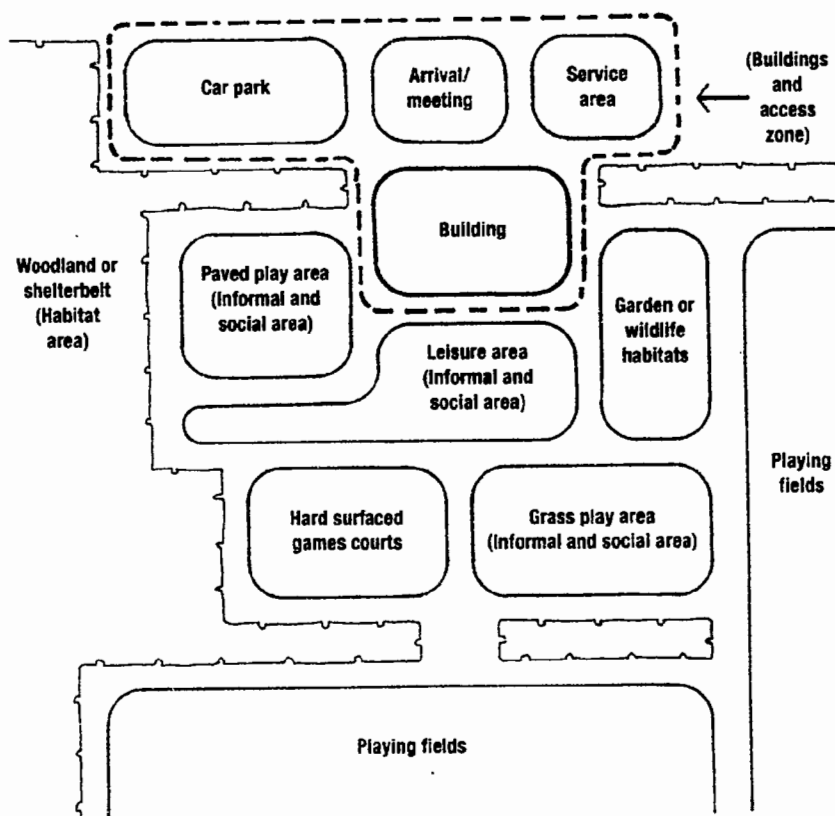 Car park
Arrival/
meeting
Service
area
(Buildings
and
access
zone)
Building
Woodland or
shelterbelt
(Habitat
area)
Paved play area
(Informal and
social area)
Garden or
wildlife
habitats
Leisure area
(Informal and
social area)
Playing
fields
Hard surfaced
games courts
Grass play area
(Informal and social area)
Playing fields